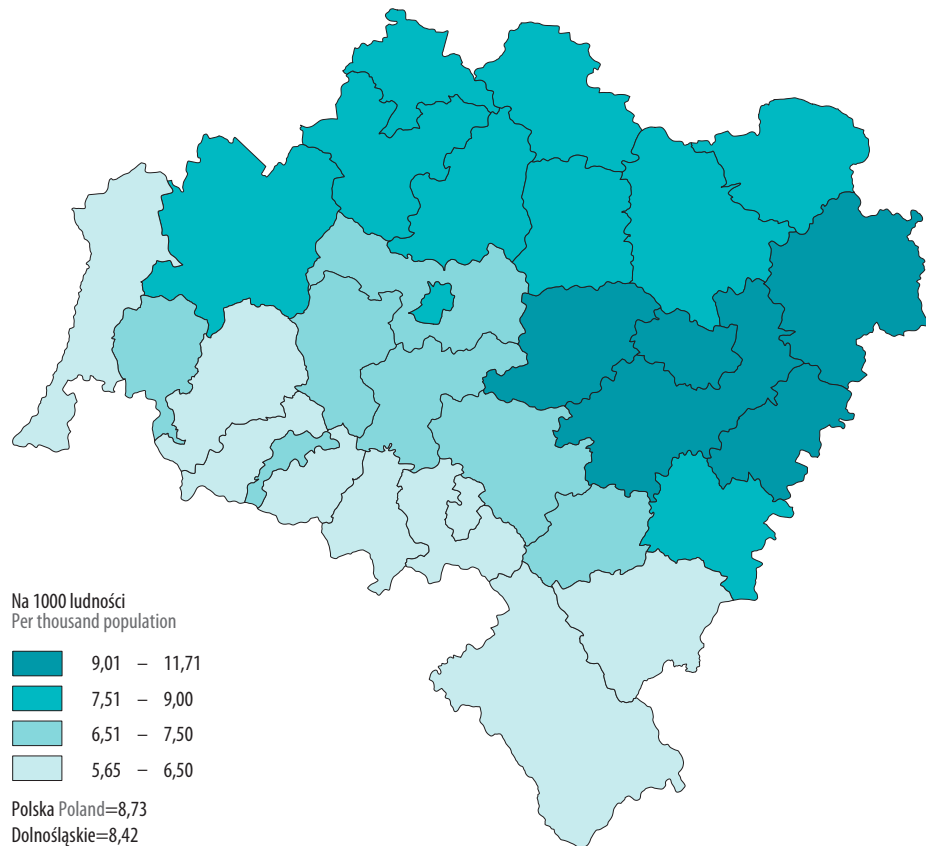 Na 1000 ludności
Per thousand population
9,01 – 11,71
7,51 – 9,00
6,51 – 7,50
5,65 – 6,50
Polska Poland=8,73
Dolnośląskie=8,42